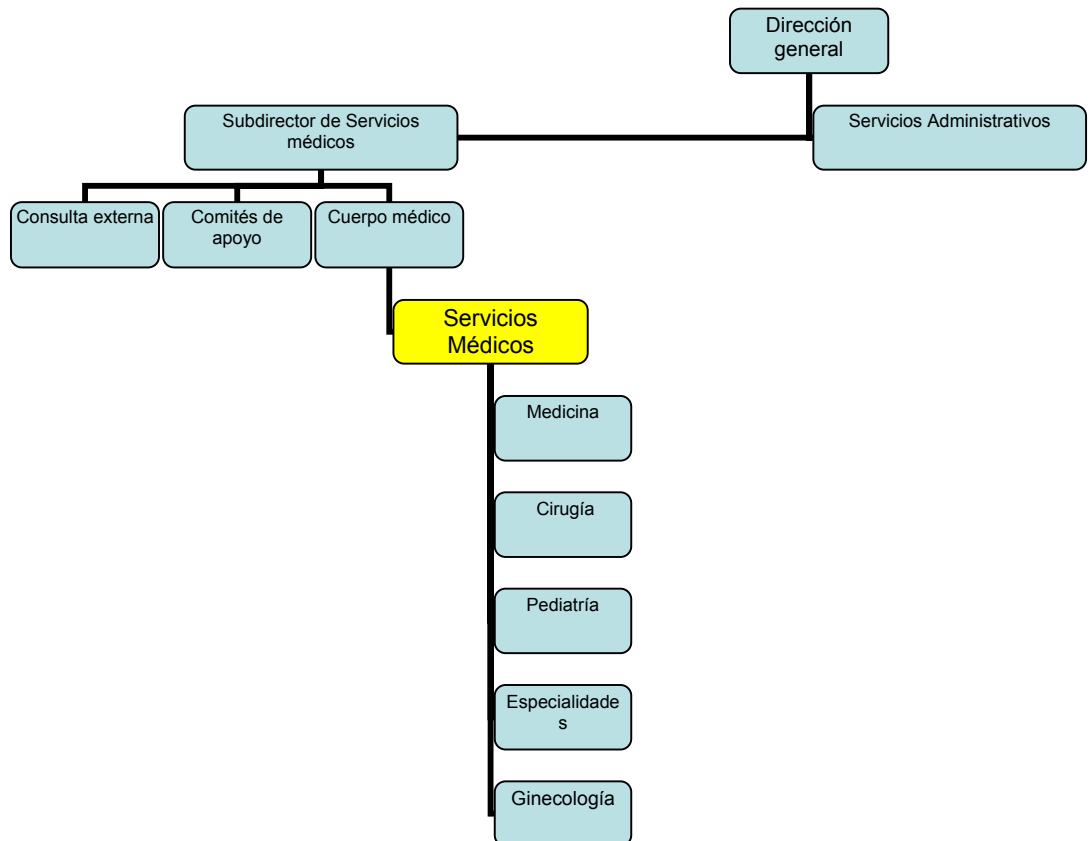 Dirección
general
Subdirector de Servicios
médicos
Servicios Administrativos
Consulta externa
Comités de
apoyo
Cuerpo médico
Servicios
Médicos
Medicina
Cirugía
Pediatría
Especialidade
s
Ginecología